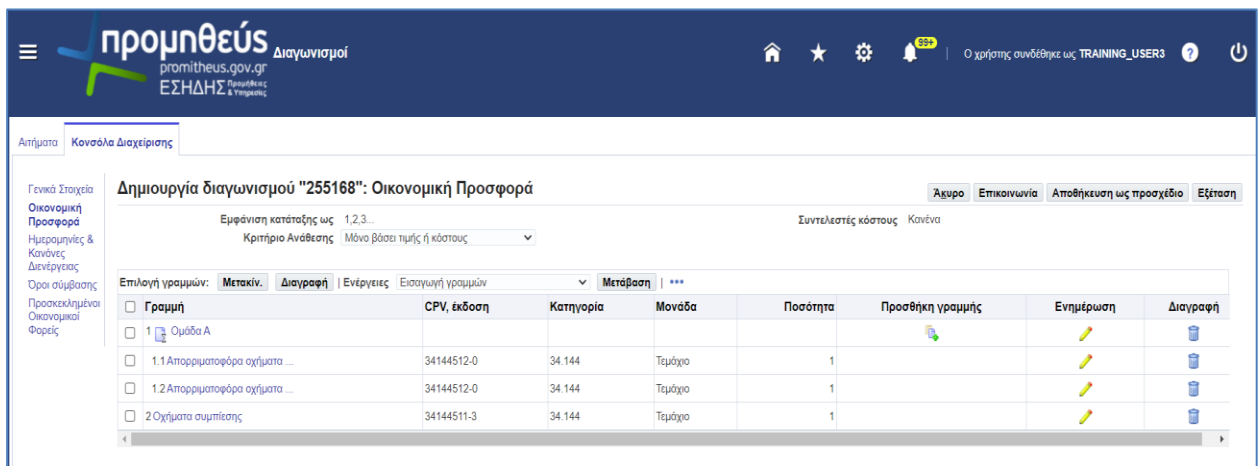 προμηθεύς Διαγωνισμοί
promitheus.gov.gr
ΕΣΗΔΗΣ Προμήθειες & Υπηρεσίες
99+
Ο χρήστης συνδέθηκε ως TRAINING_USER3 ?
Αιτήματα Κονσόλα Διαχείρισης
Γενικά Στοιχεία
Οικονομική
Προσφορά
Ημερομηνίες &
Κανόνες
Διενέργειας
Όροι σύμβασης
Προσκεκλημένοι
Οικονομικοί
Φορείς
Δημιουργία διαγωνισμού "255168": Οικονομική Προσφορά
Άκυρο Επικοινωνία Αποθήκευση ως προσχέδιο Εξέταση
Εμφάνιση κατάταξης ως 1,2,3... Συντελεστές κόστους Κανένα
Κριτήριο Ανάθεσης Μόνο βάσει τιμής ή κόστους
Επιλογή γραμμών: Μετακίν. Διαγραφή | Ενέργειες Εισαγωγή γραμμών Μετάβαση | •••
Γραμμή CPV, έκδοση Κατηγορία Μονάδα Ποσότητα Προσθήκη γραμμής Ενημέρωση Διαγραφή
1 Ομάδα Α
1.1 Απορριματοφόρα οχήματα ... 34144512-0 34.144 Τεμάχιο 1
1.2 Απορριματοφόρα οχήματα ... 34144512-0 34.144 Τεμάχιο 1
2 Οχήματα συμπίεσης 34144511-3 34.144 Τεμάχιο 1